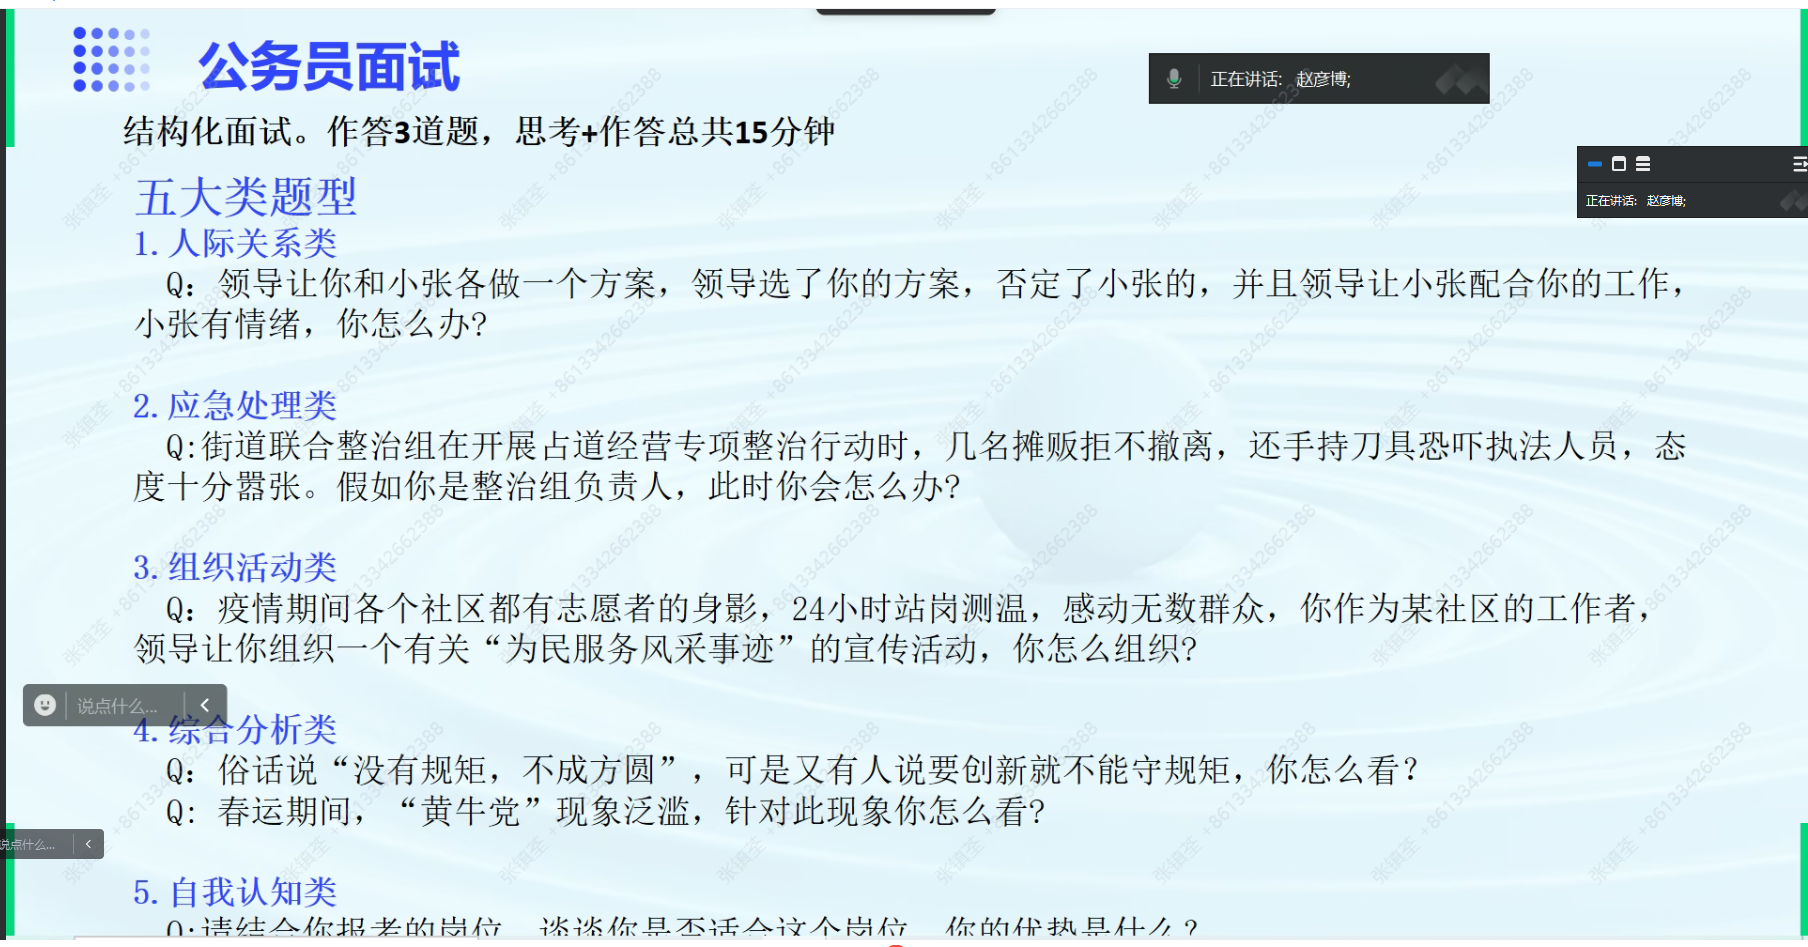 公务员面试
正在讲话: 赵彦博;
结构化面试。作答3道题，思考+作答总共15分钟
五大类题型
正在讲话: 赵彦博;
1. 人际关系类
Q：领导让你和小张各做一个方案，领导选了你的方案，否定了小张的，并且领导让小张配合你的工作，
小张有情绪，你怎么办?
2. 应急处理类
Q:街道联合整治组在开展占道经营专项整治行动时，几名摊贩拒不撤离，还手持刀具恐吓执法人员，态
度十分嚣张。假如你是整治组负责人，此时你会怎么办?
3. 组织活动类
Q：疫情期间各个社区都有志愿者的身影，24小时站岗测温，感动无数群众，你作为某社区的工作者，
领导让你组织一个有关“为民服务风采事迹”的宣传活动，你怎么组织?
说点什么...
4. 综合分析类
Q：俗话说“没有规矩，不成方圆”，可是又有人说要创新就不能守规矩，你怎么看？
Q: 春运期间，“黄牛党”现象泛滥，针对此现象你怎么看?
说点什么...
5. 自我认知类
Q:请结合你报考的岗位，谈谈你是否适合这个岗位，你的优势是什么？
张镇荃 +8613342662388